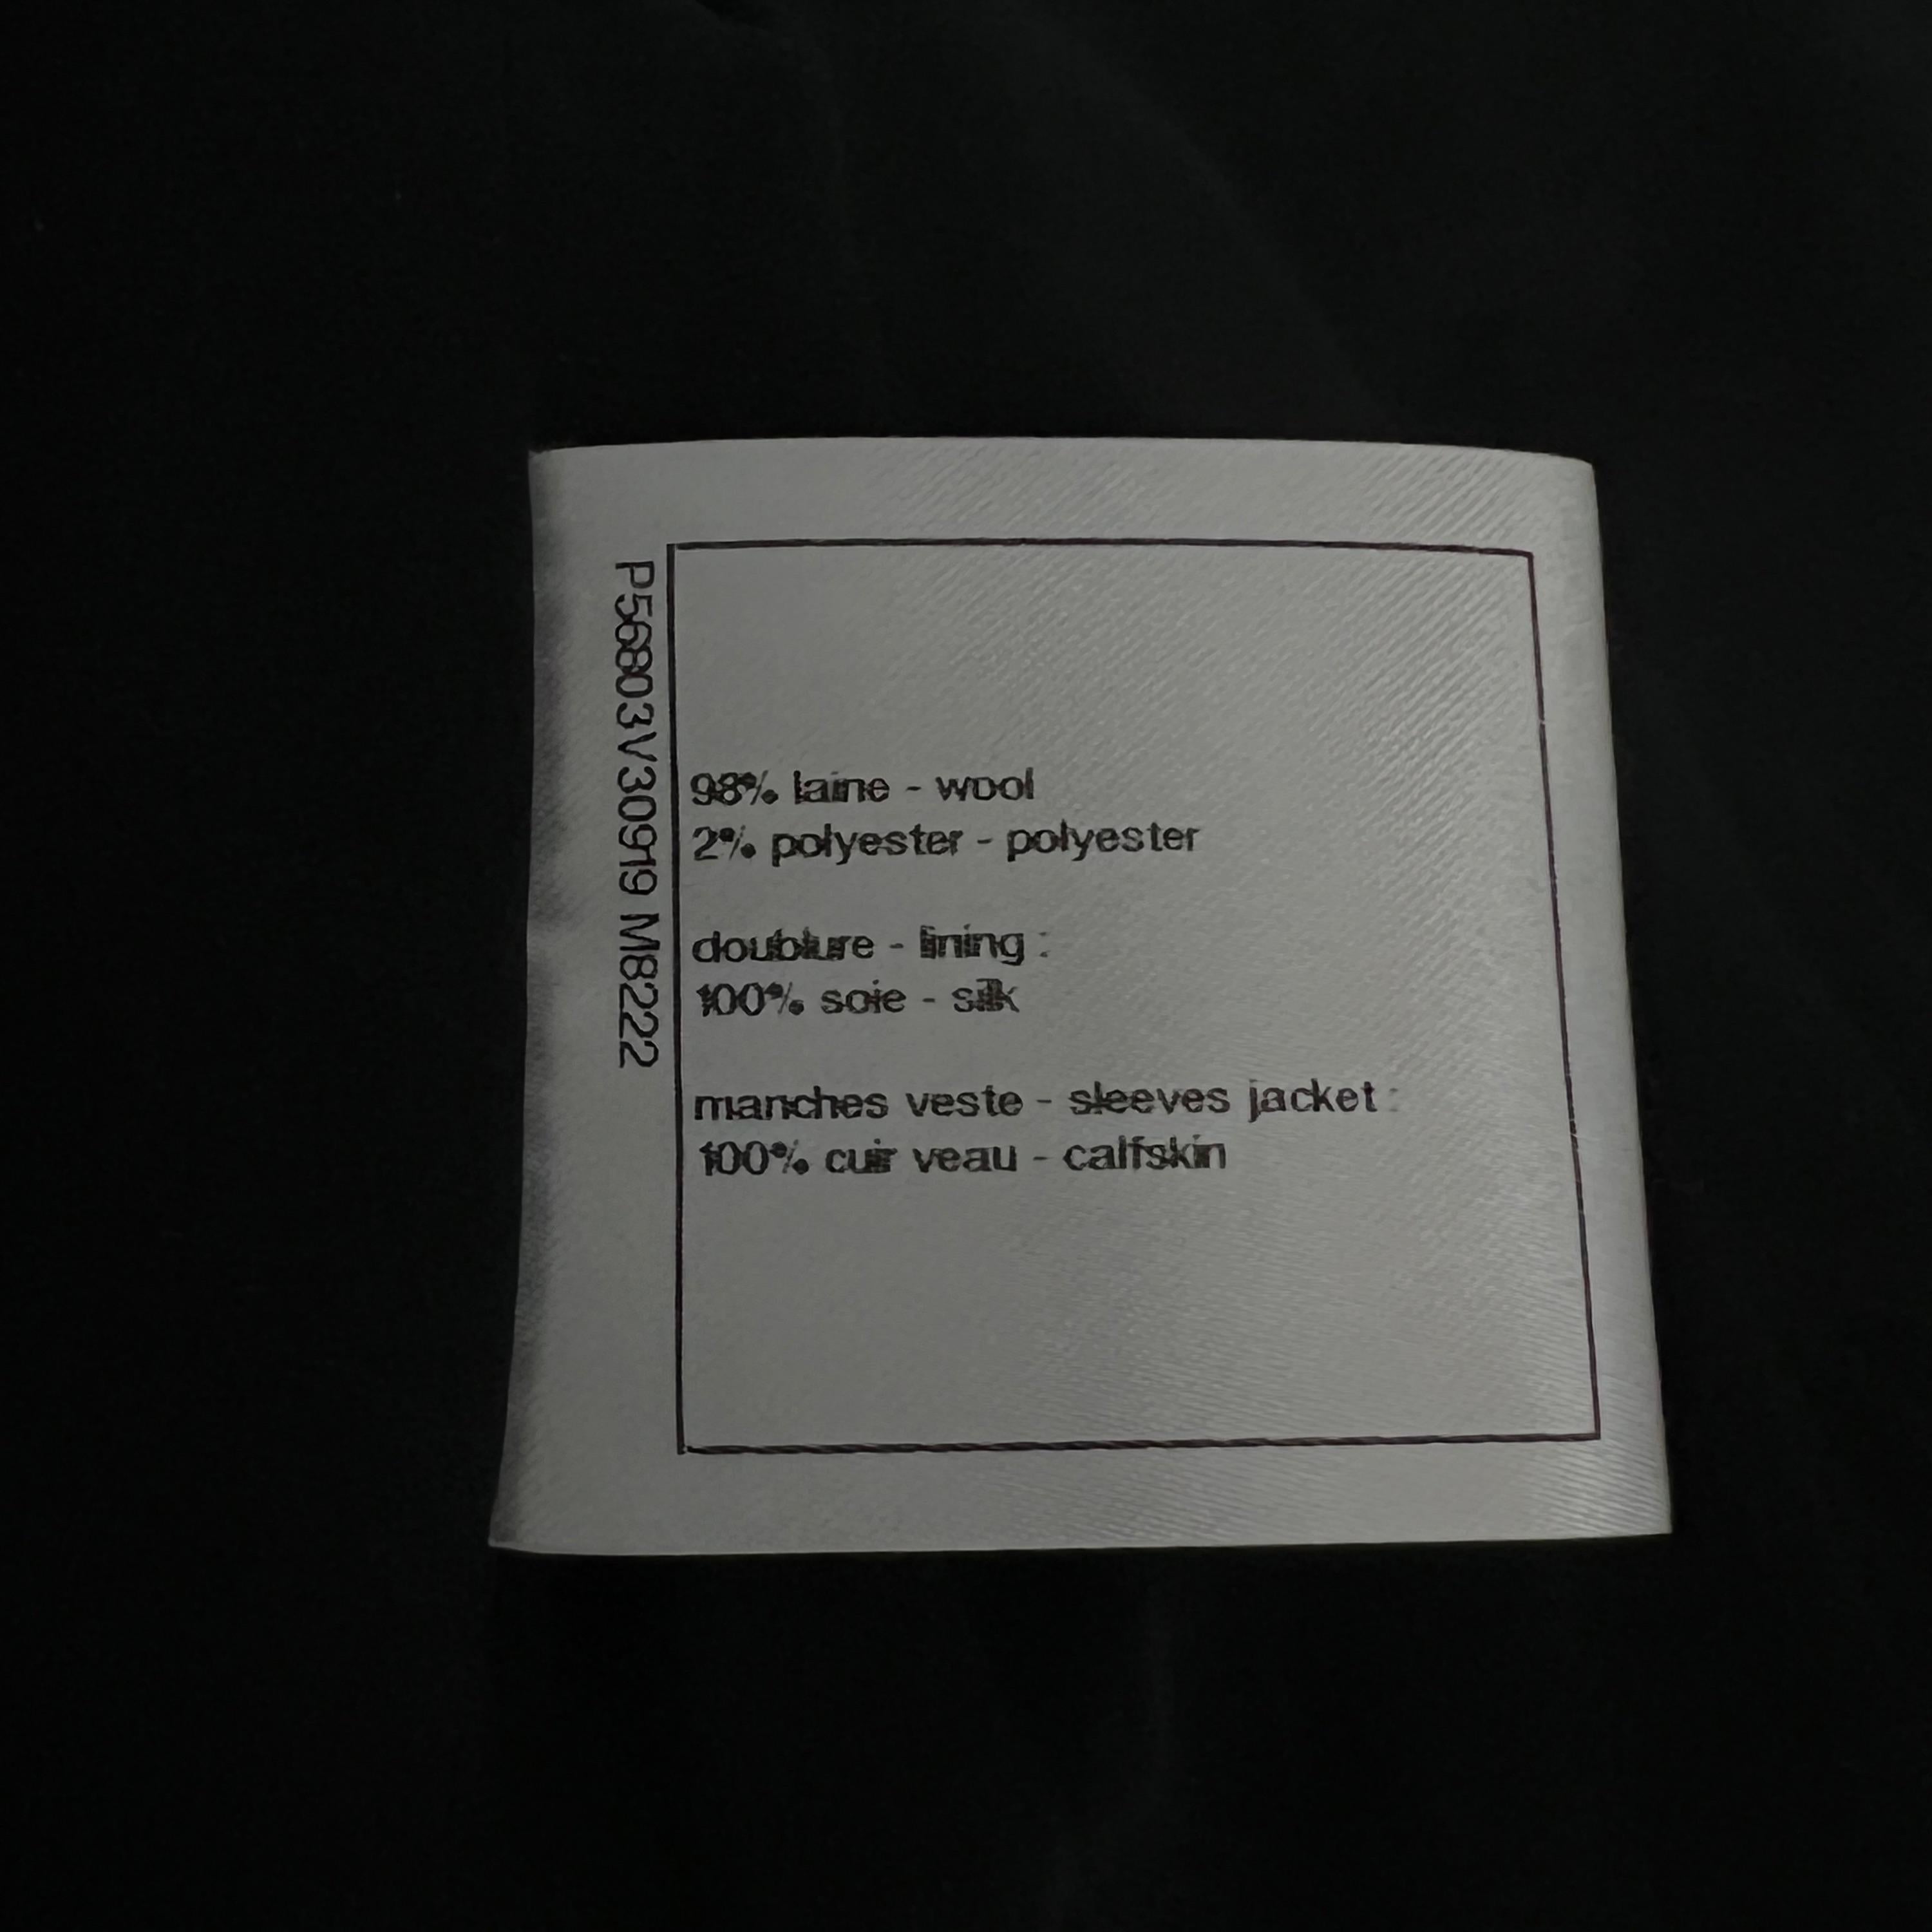 P56803V30919 M8222
98% laine - wool
2% polyester - polyester
doublure - lining :
100% soie - silk
manches veste - sleeves jacket :
100% cuir veau - calfskin